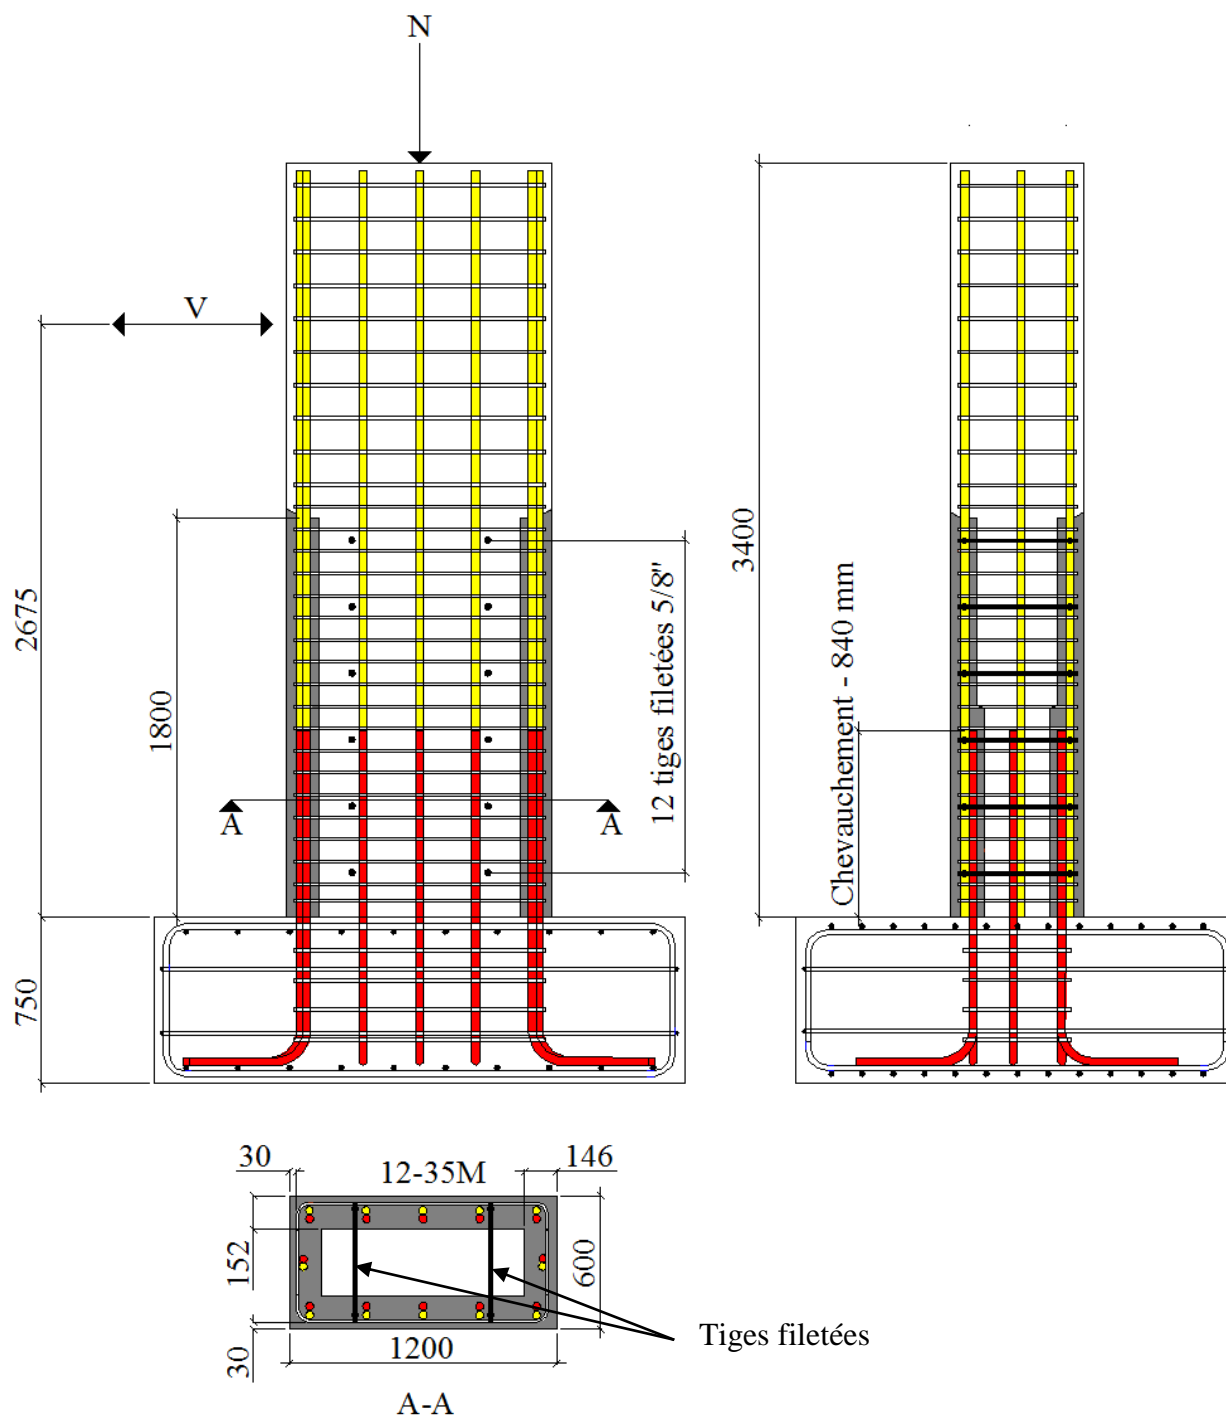 N
V
2675
1800
750
A
A
12 tiges filetées 5/8"
3400
Chevauchement - 840 mm
30
12-35M
146
152
600
30
1200
Tiges filetées
A-A